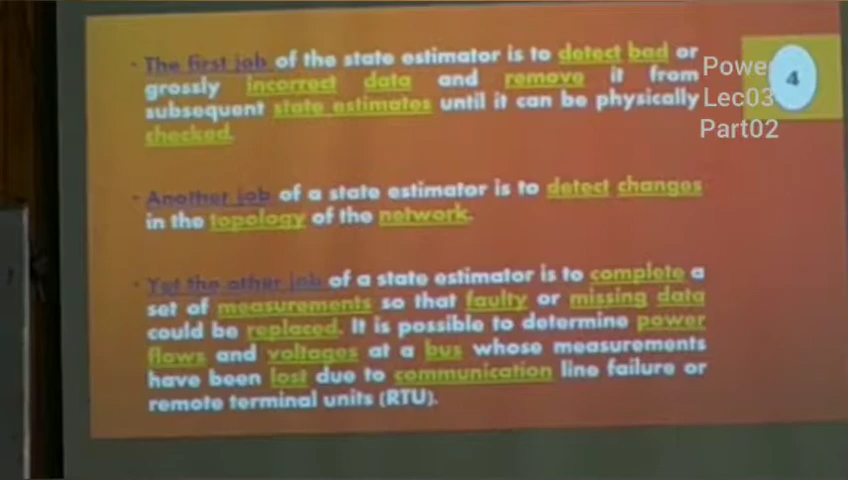 The first job of the state estimator is to detect bad or
grossly incorrect data and remove it from
subsequent state estimates until it can be physically
checked.
Another job of a state estimator is to detect changes
in the topology of the network.
Yet the other job of a state estimator is to complete a
set of measurements so that faulty or missing data
could be replaced. It is possible to determine power
flows and voltages at a bus whose measurements
have been lost due to communication line failure or
remote terminal units (RTU).
4
Powe
Lec03
Part02